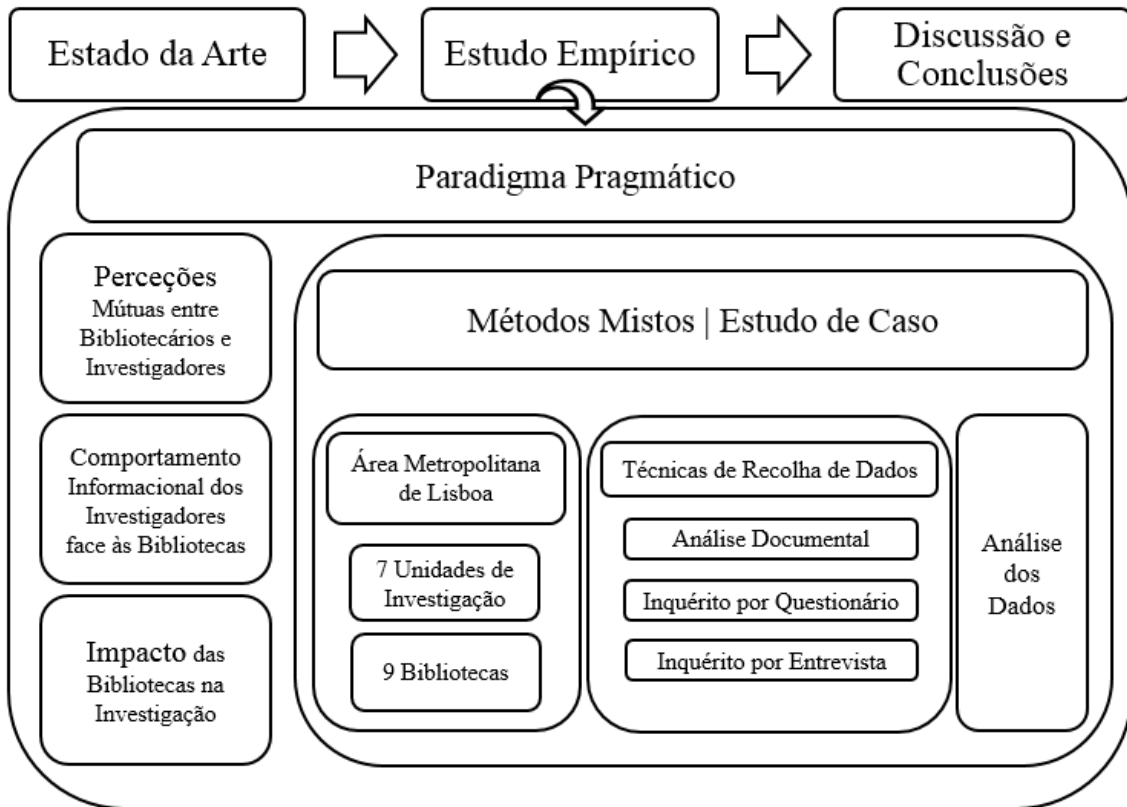 Estado da Arte
Estudo Empírico
Discussão e
Conclusões
Paradigma Pragmático
Perceções
Mútuas entre
Bibliotecários e
Investigadores
Comportamento
Informacional dos
Investigadores
face às Bibliotecas
Impacto das
Bibliotecas na
Investigação
Métodos Mistos | Estudo de Caso
Área Metropolitana
de Lisboa
7 Unidades de
Investigação
9 Bibliotecas
Técnicas de Recolha de Dados
Análise Documental
Inquérito por Questionário
Inquérito por Entrevista
Análise
dos
Dados